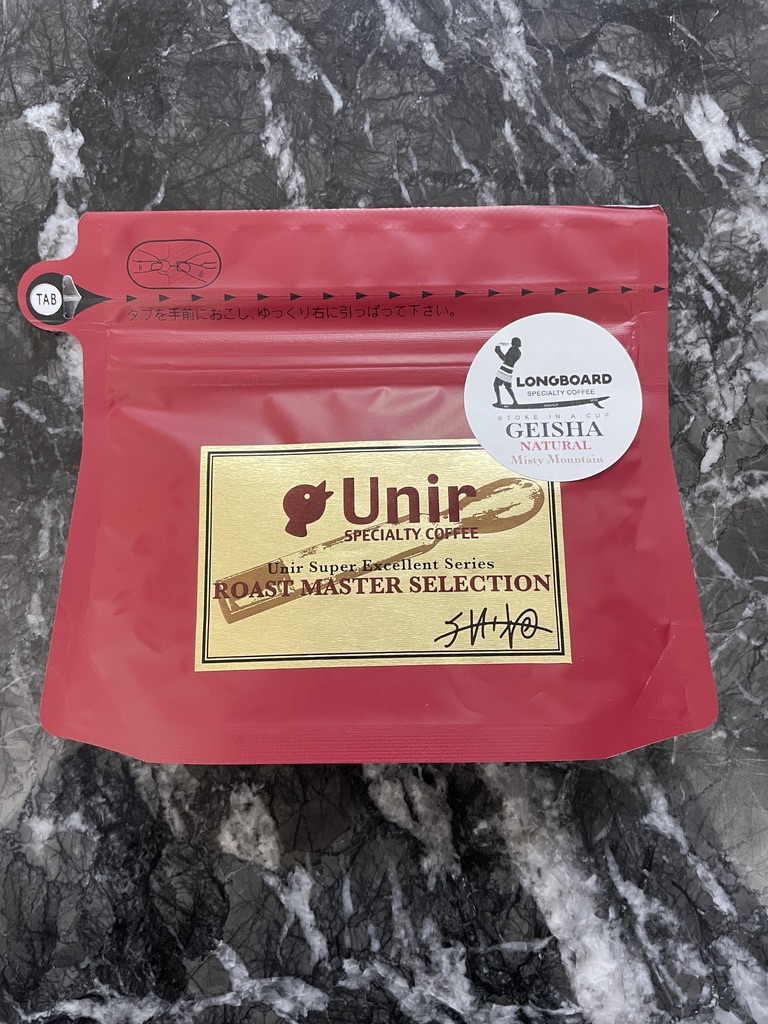 TAB
タブを手前におこし、ゆっくり右に引っぱって下さい。
LONGBOARD
SPECIALTY COFFEE
STOKE IN A CUP
GEISHA
NATURAL
Misty Mountain
Unir
SPECIALTY COFFEE
Unir Super Excellent Series
ROAST MASTER SELECTION